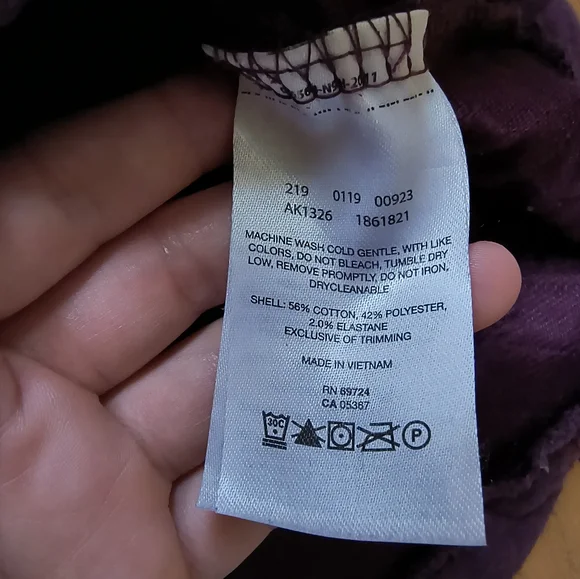 219 0119 00923
AK1326 1861821
MACHINE WASH COLD GENTLE, WITH LIKE
COLORS, DO NOT BLEACH, TUMBLE DRY
LOW, REMOVE PROMPTLY, DO NOT IRON,
DRYCLEANABLE
SHELL: 56% COTTON, 42% POLYESTER,
2.0% ELASTANE
EXCLUSIVE OF TRIMMING
MADE IN VIETNAM
RN 69724
CA 05367
30C P